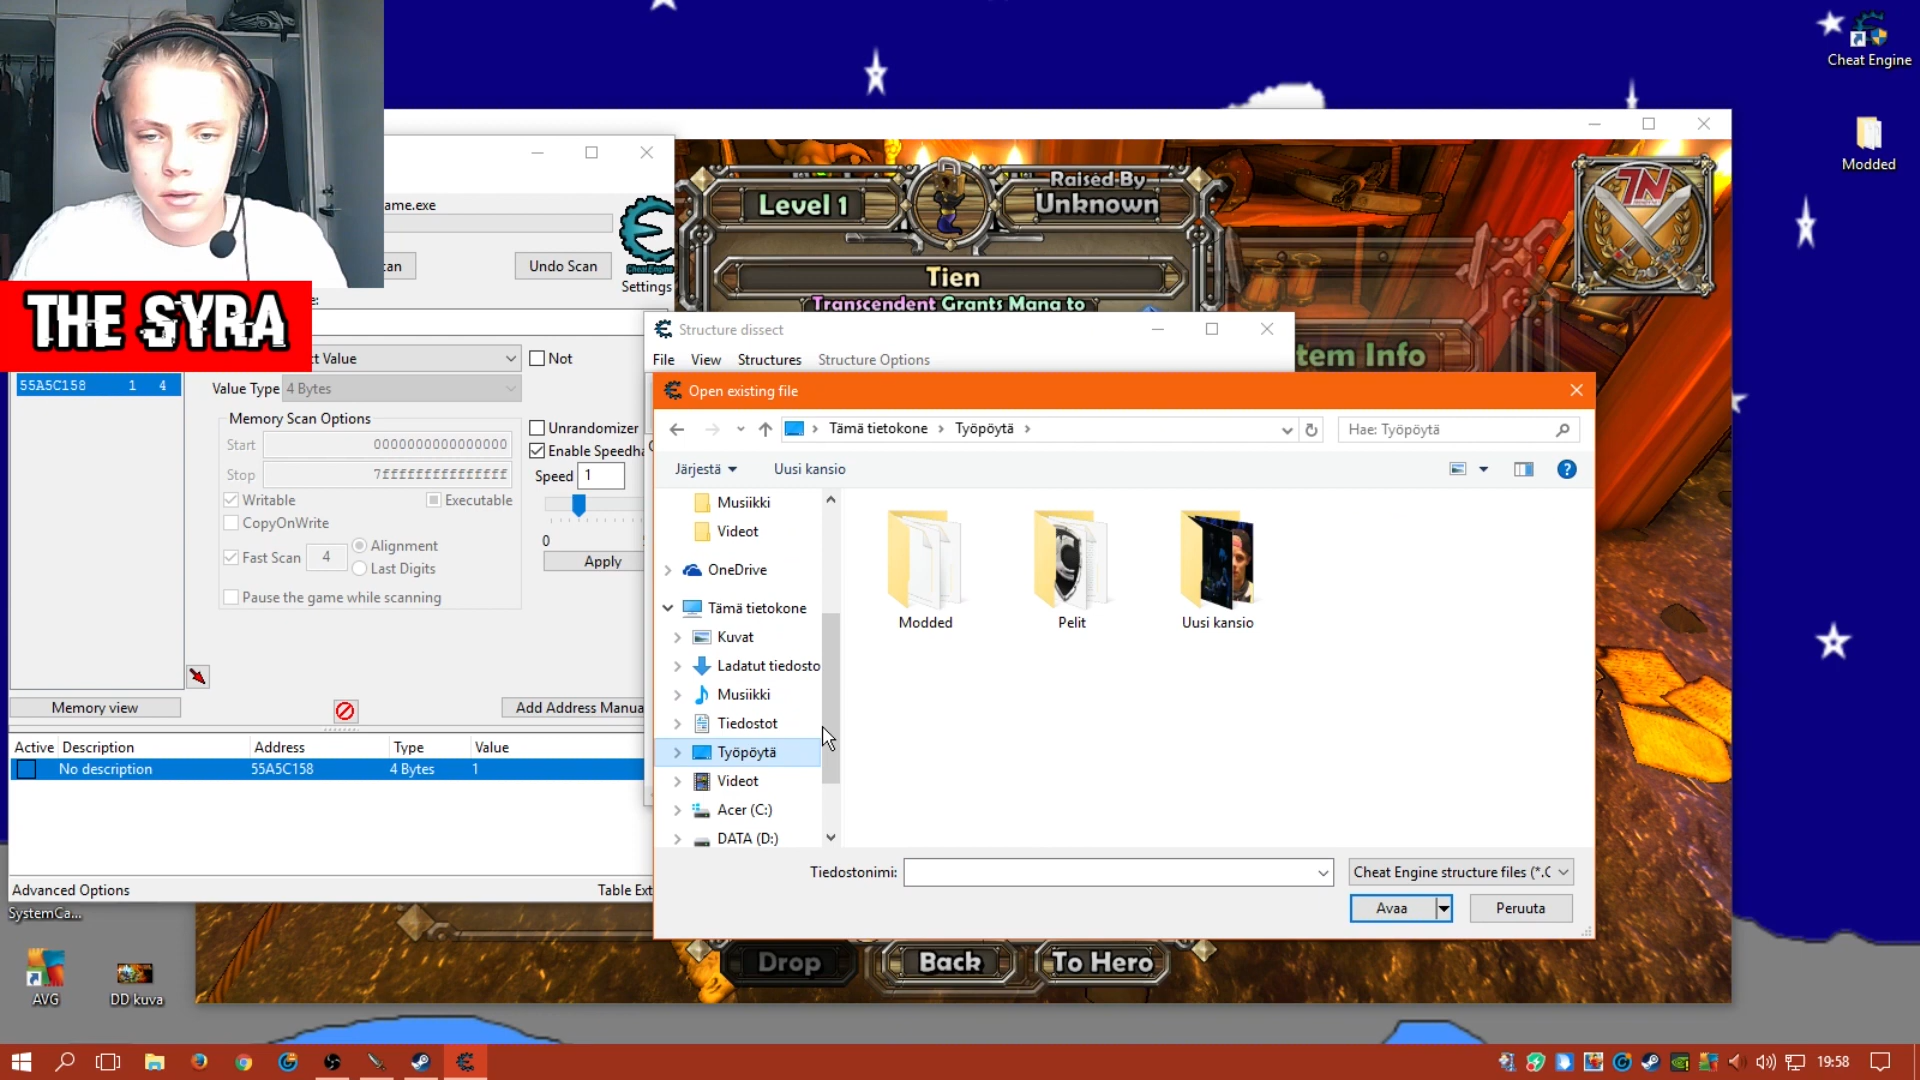 Cheat Engine
Modded
THE SYRA
ame.exe
an
Undo Scan
Cheat Engine
Settings
e:
t Value
Not
55A5C158 1 4
Value Type 4 Bytes
Memory Scan Options
Start 0000000000000000
Stop 7fffffffffffffff
Writable
Executable
CopyOnWrite
Fast Scan 4
Alignment
Last Digits
Pause the game while scanning
Unrandomizer
Enable Speedha
Speed 1
0
Apply
Memory view
Add Address Manua
Active Description Address Type Value
No description 55A5C158 4 Bytes 1
Advanced Options
Table Ext
Level 1
Raised By
Unknown
Tien
Transcendent Grants Mana to
7N
tem Info
Structure dissect
File View Structures Structure Options
Open existing file
Tämä tietokone
Työpöytä
Hae: Työpöytä
Järjestä
Uusi kansio
Musiikki
Videot
OneDrive
Tämä tietokone
Kuvat
Ladatut tiedosto
Musiikki
Tiedostot
Työpöytä
Videot
Acer (C:)
DATA (D:)
Modded
Pelit
Uusi kansio
Tiedostonimi:
Cheat Engine structure files (*.C
Avaa
Peruuta
Drop
Back
To Hero
SystemCa...
AVG
DD kuva
19:58